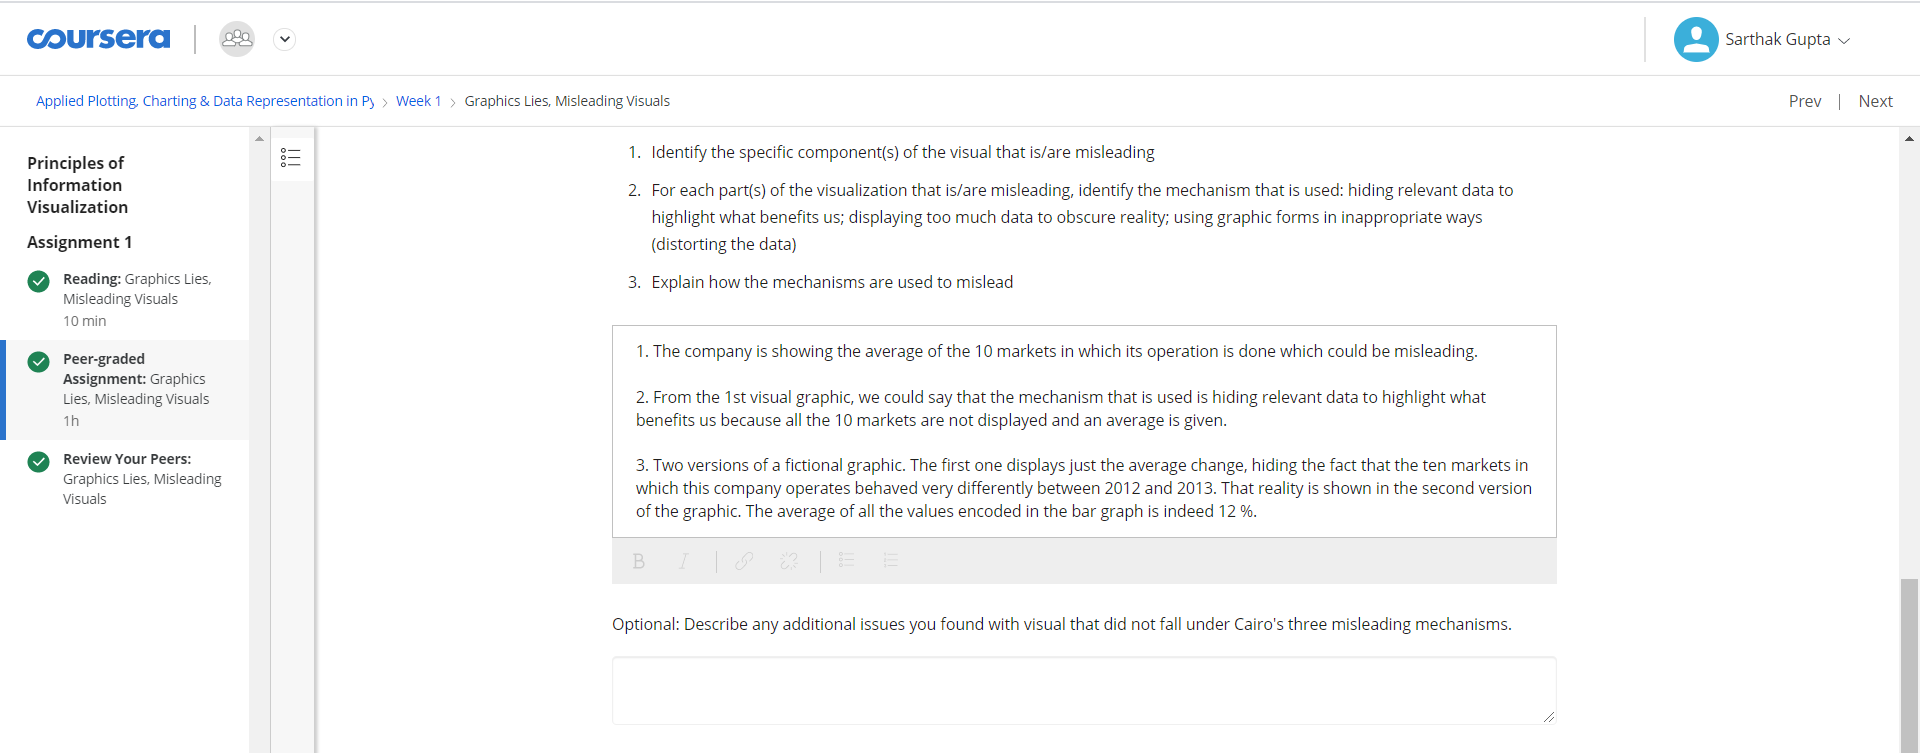 coursera
Sarthak Gupta
Applied Plotting, Charting & Data Representation in Py > Week 1 > Graphics Lies, Misleading Visuals
Prev | Next
Principles of
Information
Visualization
Assignment 1
Reading: Graphics Lies,
Misleading Visuals
10 min
Peer-graded
Assignment: Graphics
Lies, Misleading Visuals
1h
Review Your Peers:
Graphics Lies, Misleading
Visuals
1. Identify the specific component(s) of the visual that is/are misleading
2. For each part(s) of the visualization that is/are misleading, identify the mechanism that is used: hiding relevant data to
highlight what benefits us; displaying too much data to obscure reality; using graphic forms in inappropriate ways
(distorting the data)
3. Explain how the mechanisms are used to mislead
1. The company is showing the average of the 10 markets in which its operation is done which could be misleading.
2. From the 1st visual graphic, we could say that the mechanism that is used is hiding relevant data to highlight what
benefits us because all the 10 markets are not displayed and an average is given.
3. Two versions of a fictional graphic. The first one displays just the average change, hiding the fact that the ten markets in
which this company operates behaved very differently between 2012 and 2013. That reality is shown in the second version
of the graphic. The average of all the values encoded in the bar graph is indeed 12 %.
B I
Optional: Describe any additional issues you found with visual that did not fall under Cairo's three misleading mechanisms.